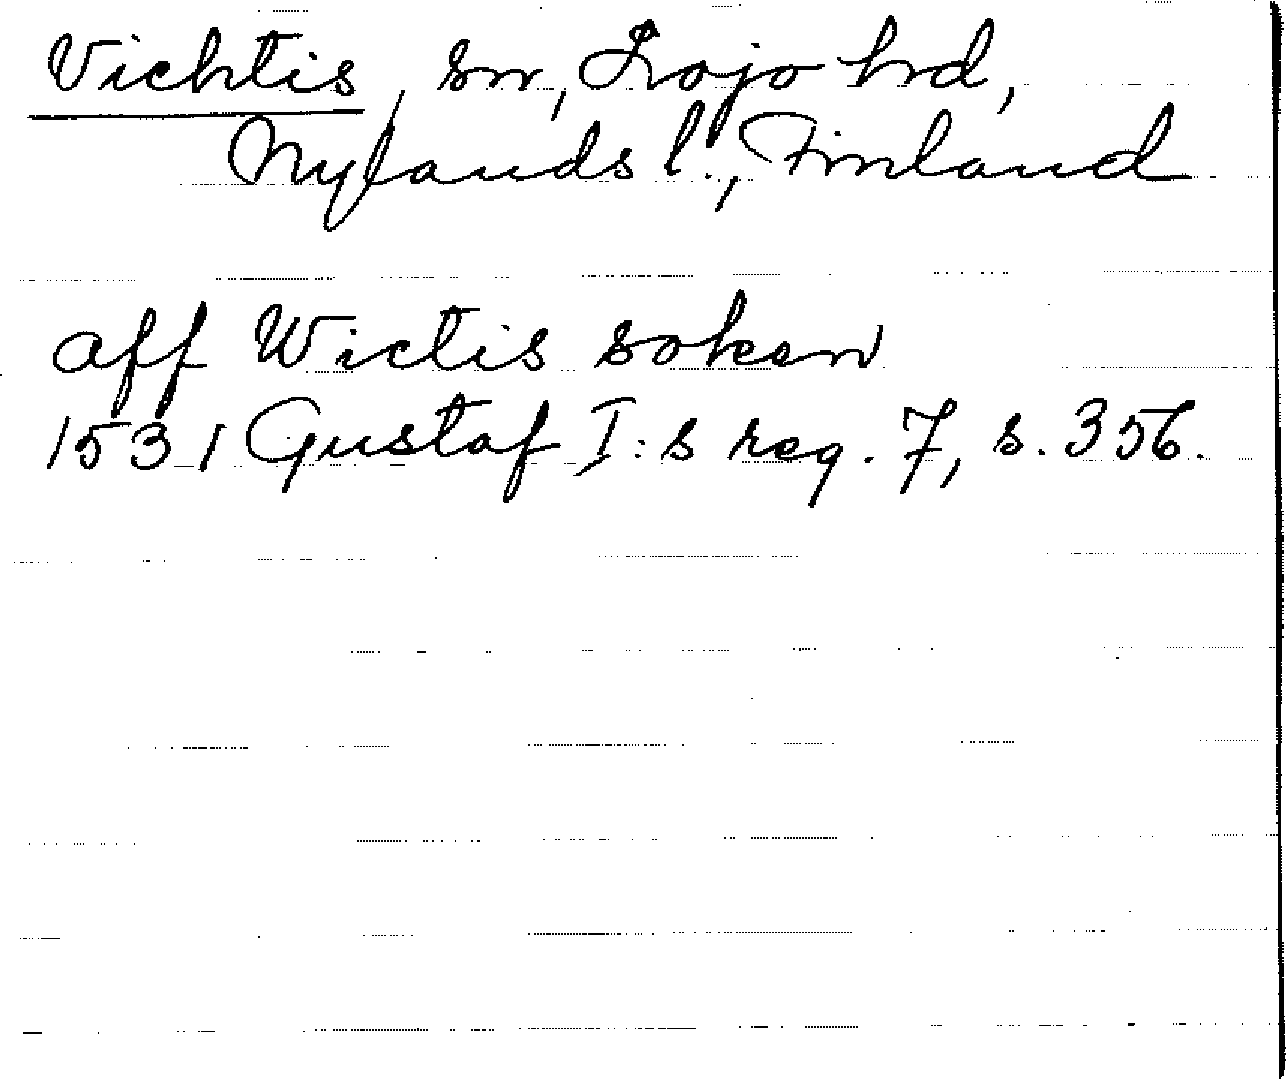 Vichtis, sn, Lojo hd,
Nylands l., Finland
aff Wictis soken
1531 Gustaf I:s reg. 7, s. 356.